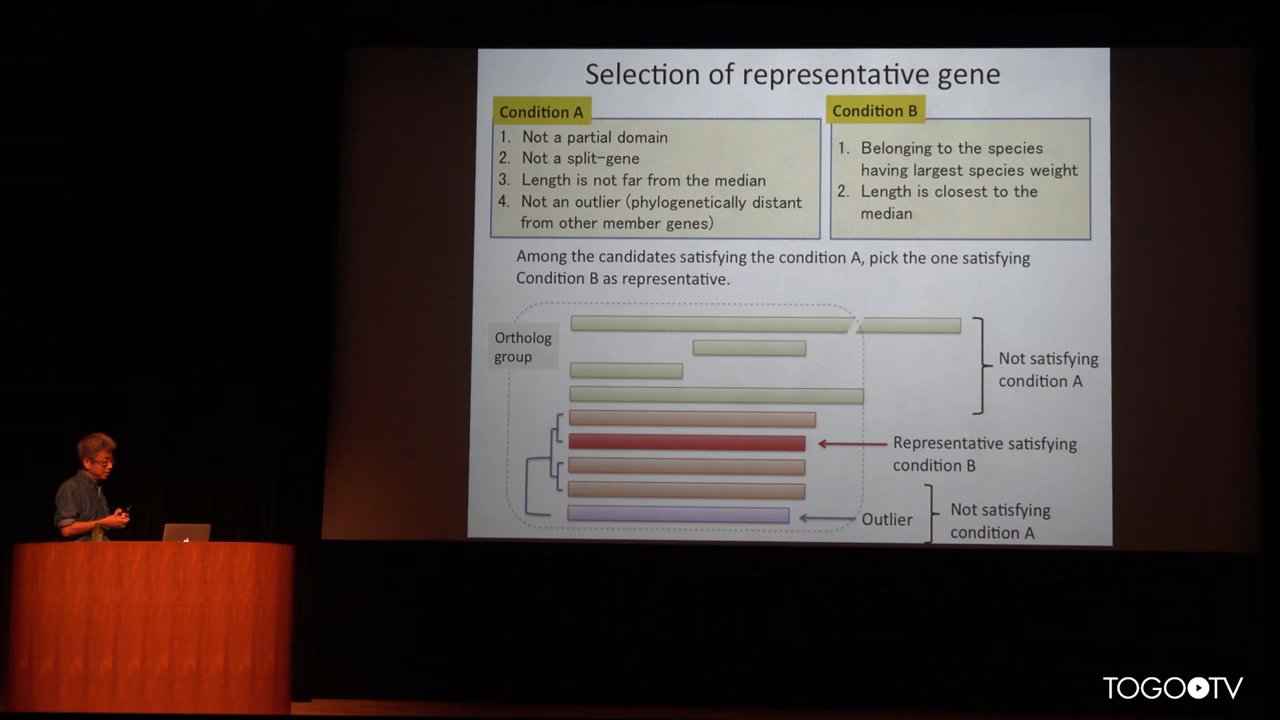 Selection of representative gene
Condition A
1. Not a partial domain
2. Not a split-gene
3. Length is not far from the median
4. Not an outlier (phylogenetically distant
from other member genes)
Condition B
1. Belonging to the species
having largest species weight
2. Length is closest to the
median
Among the candidates satisfying the condition A, pick the one satisfying
Condition B as representative.
Ortholog
group
Not satisfying
condition A
Representative satisfying
condition B
Outlier
Not satisfying
condition A
TOGO TV